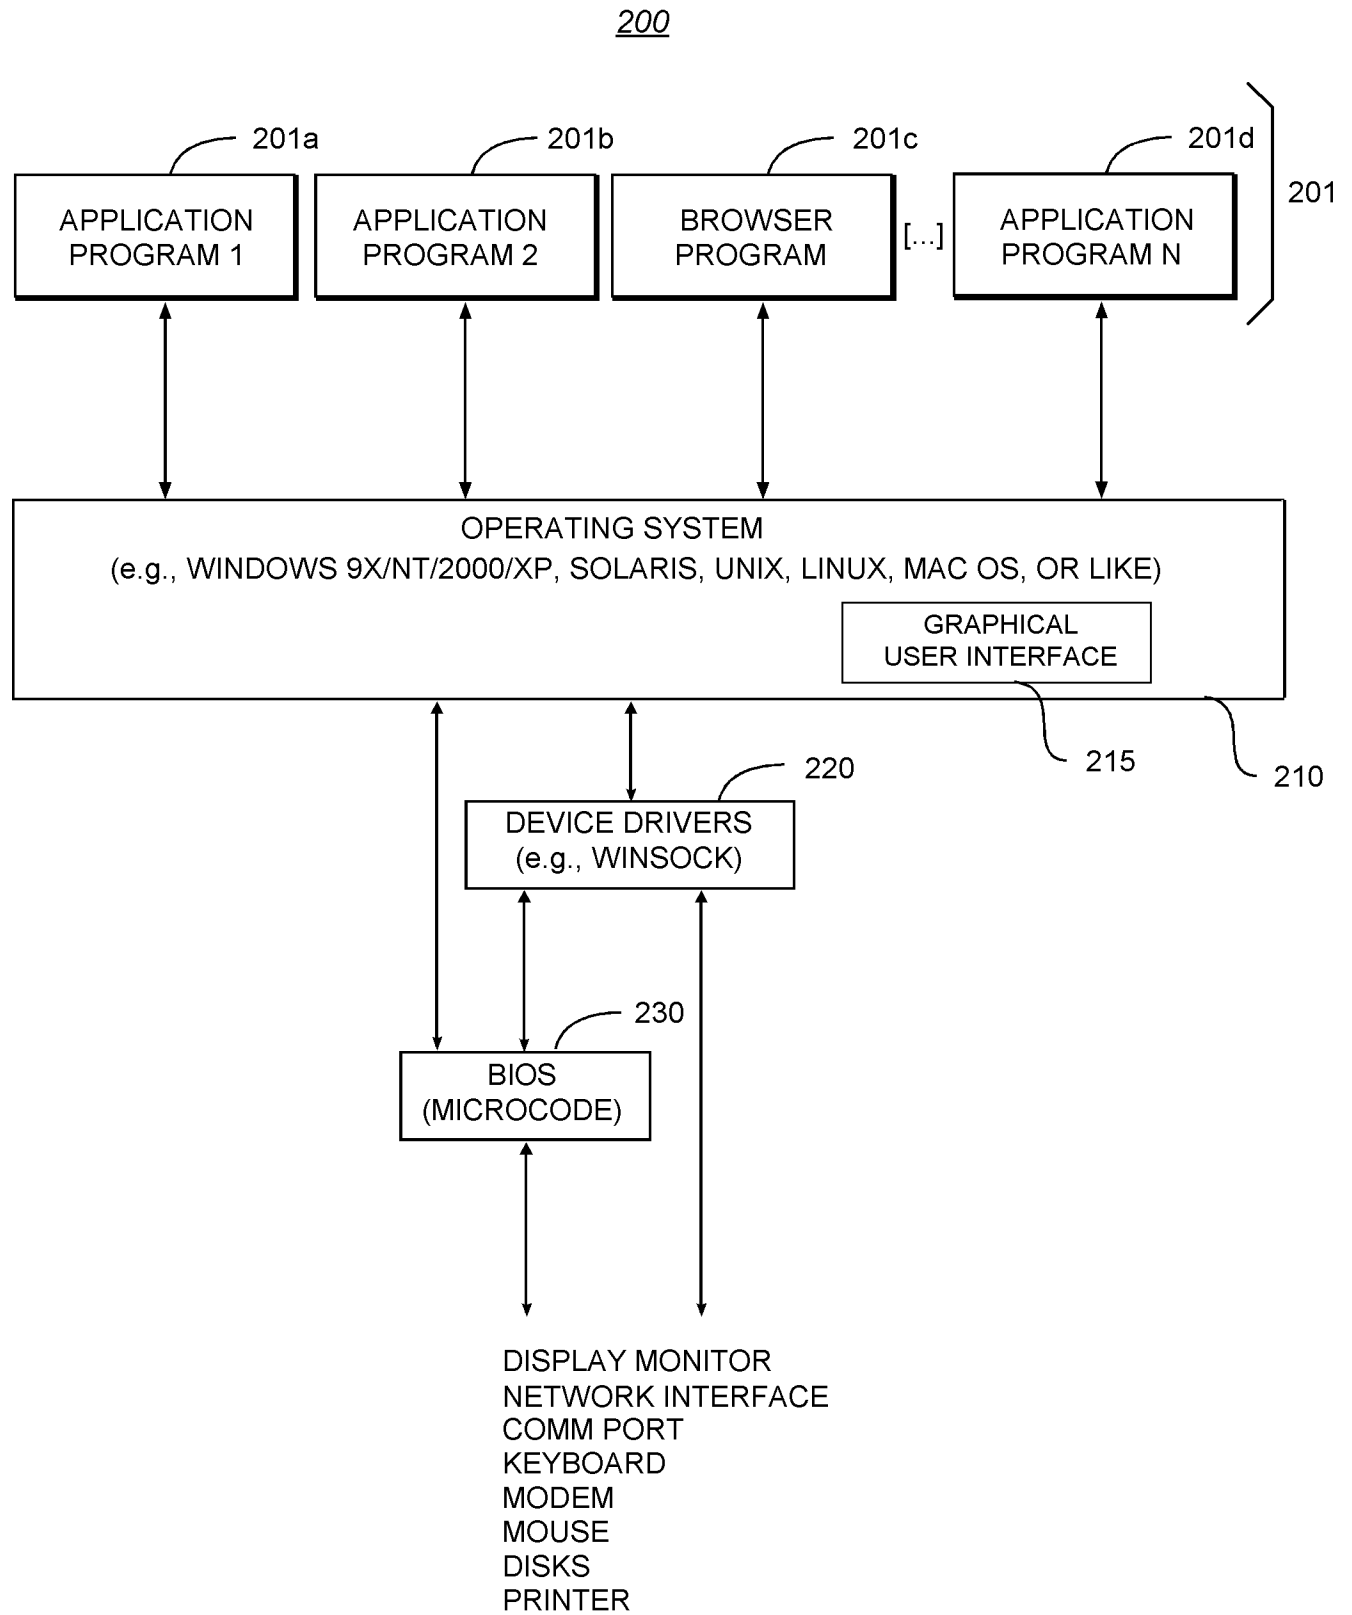 200
201a
201b
201c
201d
201
APPLICATION
PROGRAM 1
APPLICATION
PROGRAM 2
BROWSER
PROGRAM
[...]
APPLICATION
PROGRAM N
OPERATING SYSTEM
(e.g., WINDOWS 9X/NT/2000/XP, SOLARIS, UNIX, LINUX, MAC OS, OR LIKE)
GRAPHICAL
USER INTERFACE
215
210
220
DEVICE DRIVERS
(e.g., WINSOCK)
230
BIOS
(MICROCODE)
DISPLAY MONITOR
NETWORK INTERFACE
COMM PORT
KEYBOARD
MODEM
MOUSE
DISKS
PRINTER